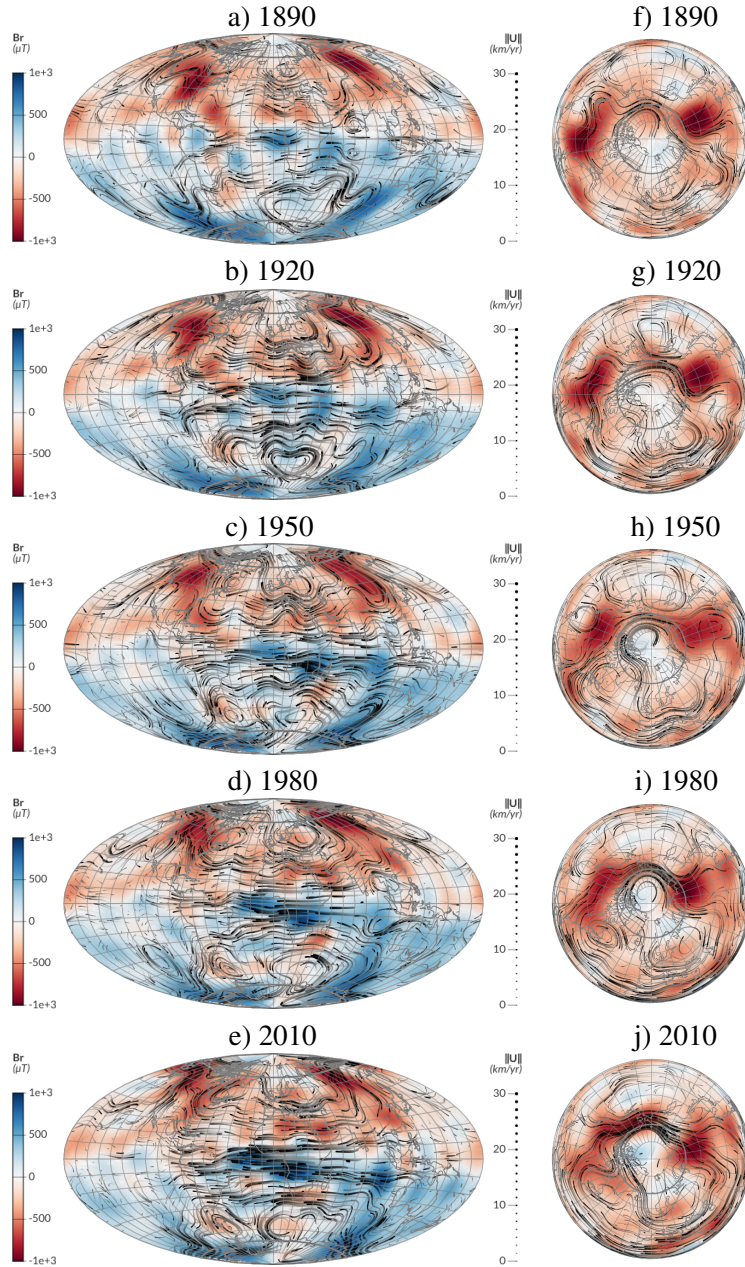 a) 1890
f) 1890
Br
(µT)
1e+3
500
0
-500
-1e+3
||U||
(km/yr)
30
20
10
0
b) 1920
g) 1920
Br
(µT)
1e+3
500
0
-500
-1e+3
||U||
(km/yr)
30
20
10
0
c) 1950
h) 1950
Br
(µT)
1e+3
500
0
-500
-1e+3
||U||
(km/yr)
30
20
10
0
d) 1980
i) 1980
Br
(µT)
1e+3
500
0
-500
-1e+3
||U||
(km/yr)
30
20
10
0
e) 2010
j) 2010
Br
(µT)
1e+3
500
0
-500
-1e+3
||U||
(km/yr)
30
20
10
0